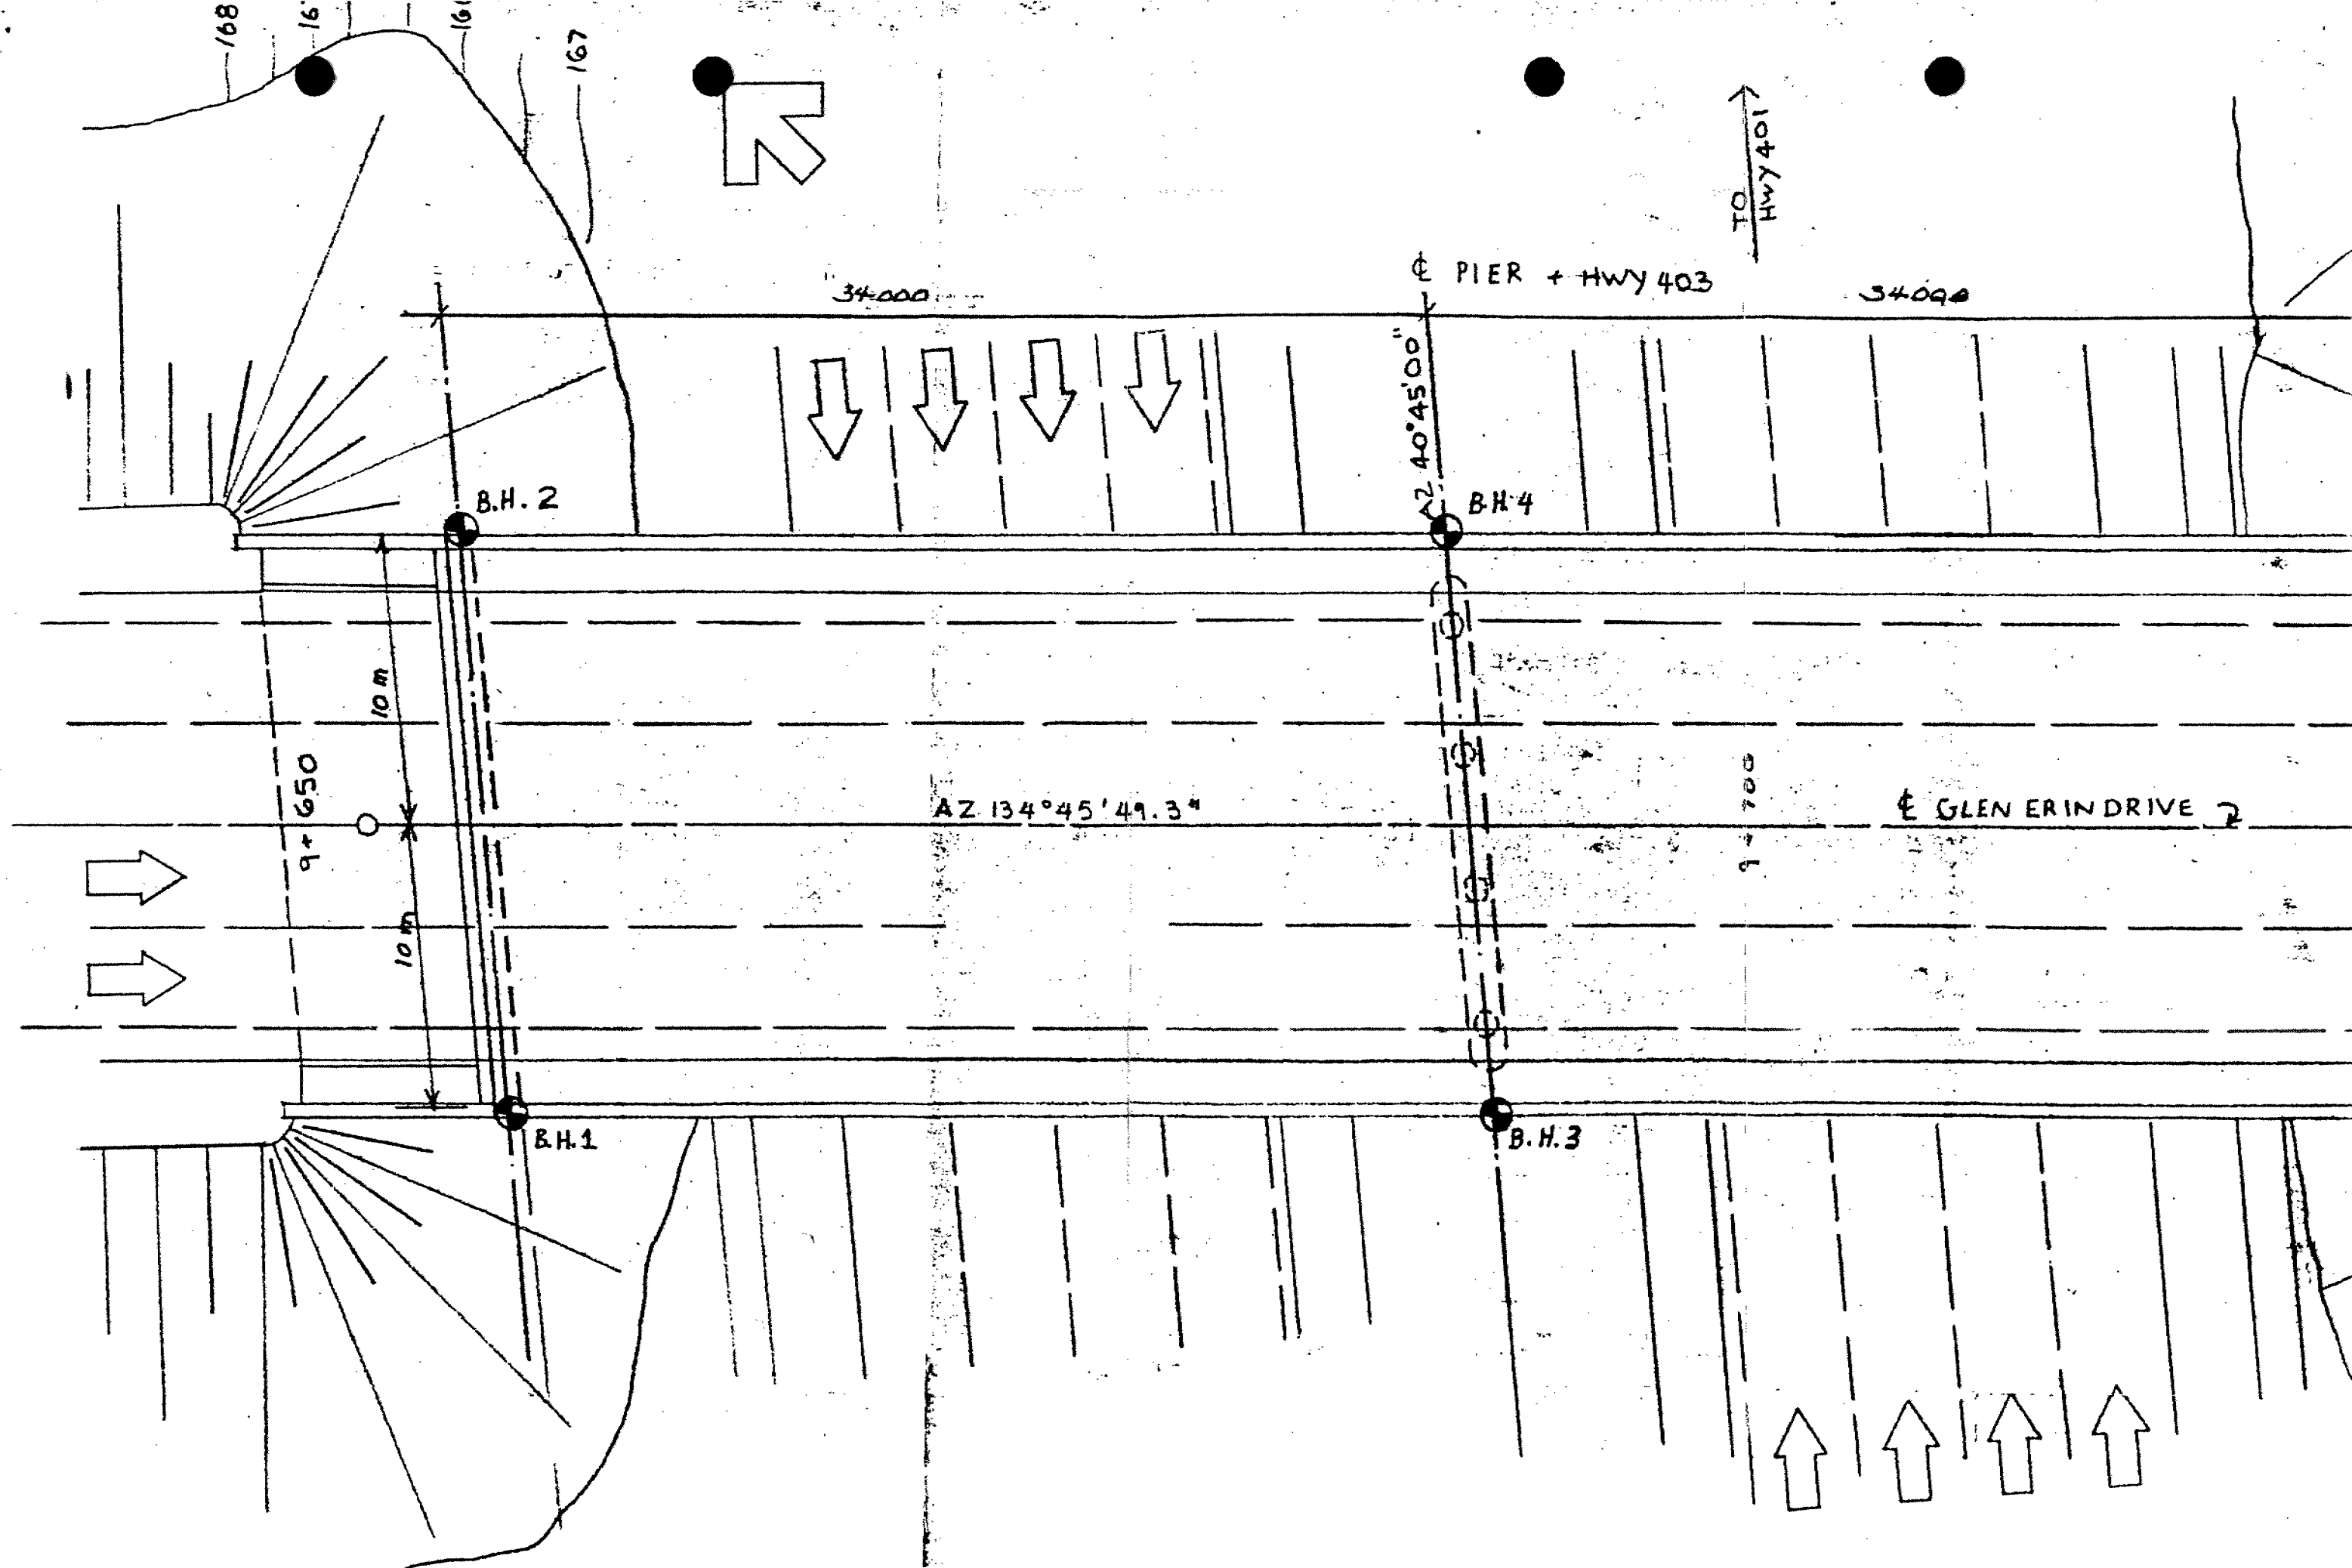 168
167
TO
HWY 401
℄ PIER + HWY 403
34000
34000
AZ 40°45'00"
B.H. 2
B.H. 4
10 m
9+650
AZ 134°45'49.3"
9+700
℄ GLEN ERIN DRIVE
10 m
B.H.1
B.H.3